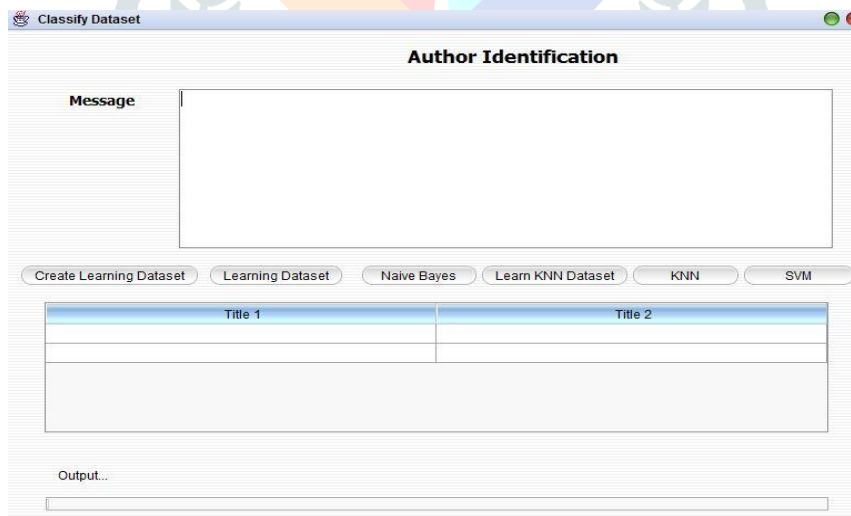 Classify Dataset
Author Identification
Message
Create Learning Dataset Learning Dataset Naive Bayes Learn KNN Dataset KNN SVM
Title 1 Title 2
Output...